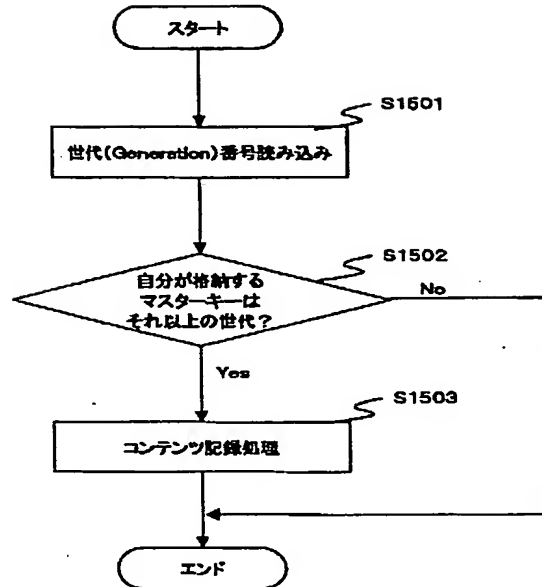 スタート
S1501
世代(Generation)番号読み込み
S1502
自分が格納する
マスターキーは
それ以上の世代?
No
Yes
S1503
コンテンツ記録処理
エンド